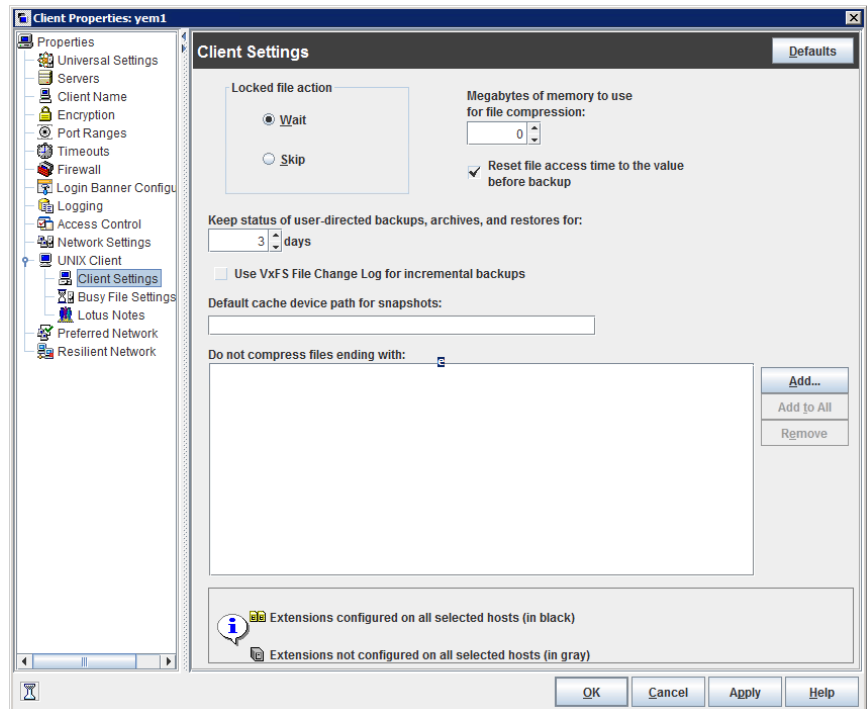 Client Properties: yem1
Properties
Universal Settings
Servers
Client Name
Encryption
Port Ranges
Timeouts
Firewall
Login Banner Configu
Logging
Access Control
Network Settings
UNIX Client
Client Settings
Busy File Settings
Lotus Notes
Preferred Network
Resilient Network
Client Settings
Defaults
Locked file action
Wait
Skip
Megabytes of memory to use
for file compression:
0
Reset file access time to the value
before backup
Keep status of user-directed backups, archives, and restores for:
3 days
Use VxFS File Change Log for incremental backups
Default cache device path for snapshots:
Do not compress files ending with:
Add...
Add to All
Remove
Extensions configured on all selected hosts (in black)
Extensions not configured on all selected hosts (in gray)
OK
Cancel
Apply
Help